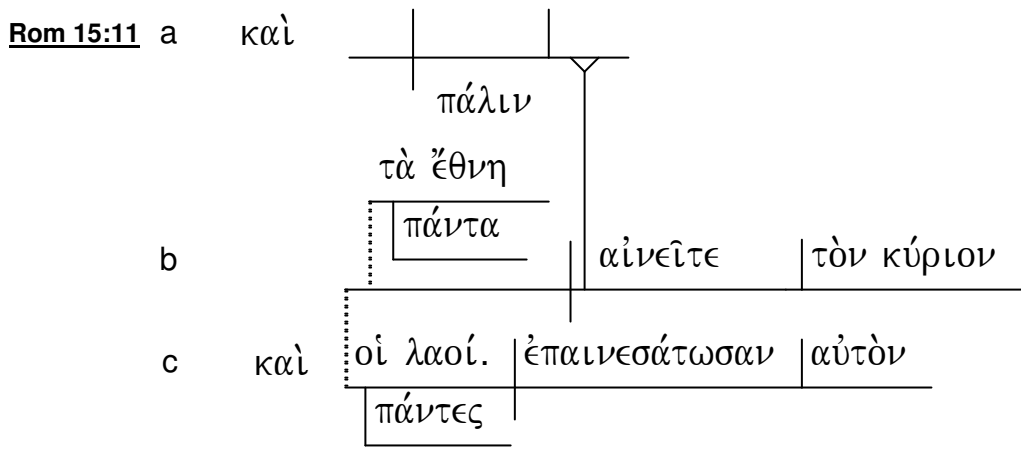 Rom 15:11 a καὶ
πάλιν
τὰ ἔθνη
πάντα
b αἰνεῖτε τὸν κύριον
c καὶ οἱ λαοί. ἐπαινεσάτωσαν αὐτὸν
πάντες